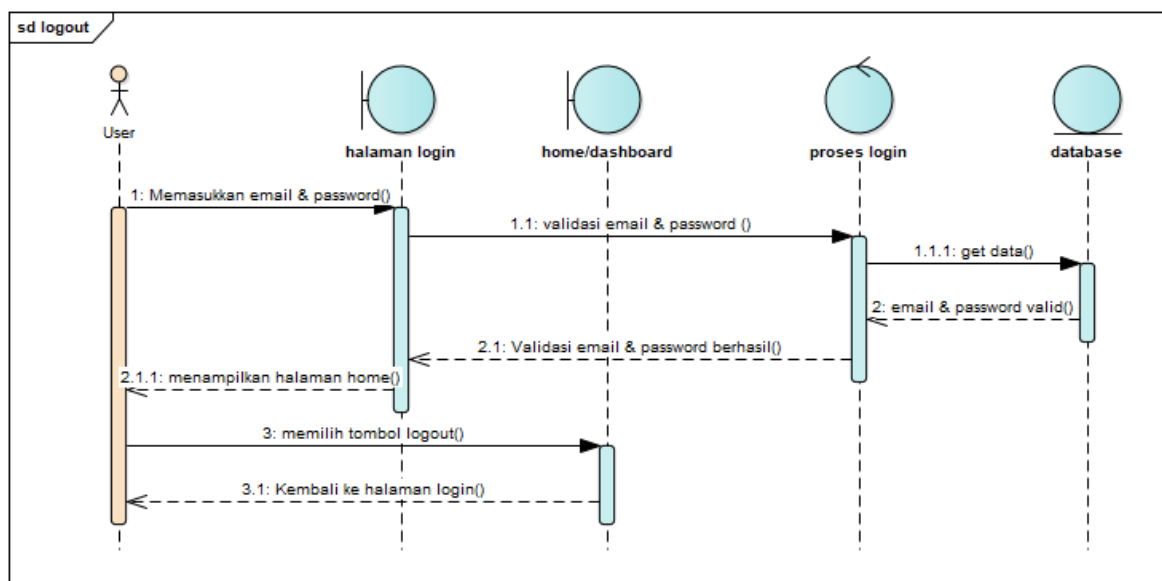 sd logout
User
halaman login
home/dashboard
proses login
database
1: Memasukkan email & password()
1.1: validasi email & password ()
1.1.1: get data()
2: email & password valid()
2.1: Validasi email & password berhasil()
2.1.1: menampilkan halaman home()
3: memilih tombol logout()
3.1: Kembali ke halaman login()